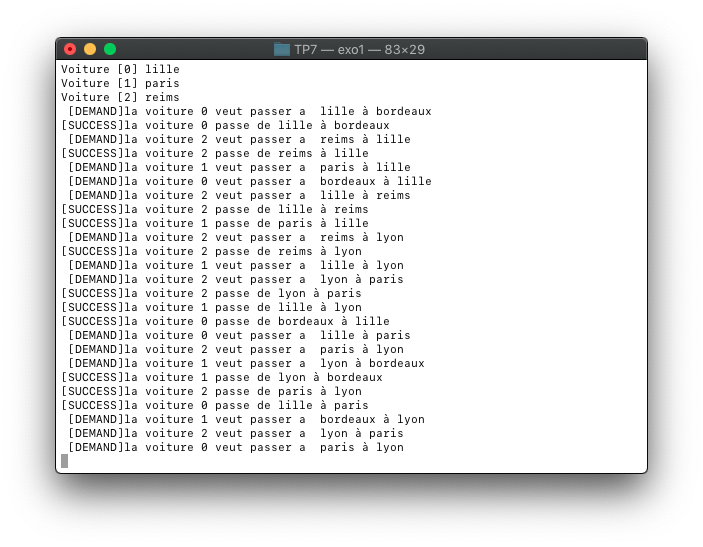 TP7 — exo1 — 83×29
Voiture [0] lille
Voiture [1] paris
Voiture [2] reims
[DEMAND]la voiture 0 veut passer a  lille à bordeaux
[SUCCESS]la voiture 0 passe de lille à bordeaux
[DEMAND]la voiture 2 veut passer a  reims à lille
[SUCCESS]la voiture 2 passe de reims à lille
[DEMAND]la voiture 1 veut passer a  paris à lille
[DEMAND]la voiture 0 veut passer a  bordeaux à lille
[DEMAND]la voiture 2 veut passer a  lille à reims
[SUCCESS]la voiture 2 passe de lille à reims
[SUCCESS]la voiture 1 passe de paris à lille
[DEMAND]la voiture 2 veut passer a  reims à lyon
[SUCCESS]la voiture 2 passe de reims à lyon
[DEMAND]la voiture 1 veut passer a  lille à lyon
[DEMAND]la voiture 2 veut passer a  lyon à paris
[SUCCESS]la voiture 2 passe de lyon à paris
[SUCCESS]la voiture 1 passe de lille à lyon
[SUCCESS]la voiture 0 passe de bordeaux à lille
[DEMAND]la voiture 0 veut passer a  lille à paris
[DEMAND]la voiture 2 veut passer a  paris à lyon
[DEMAND]la voiture 1 veut passer a  lyon à bordeaux
[SUCCESS]la voiture 1 passe de lyon à bordeaux
[SUCCESS]la voiture 2 passe de paris à lyon
[SUCCESS]la voiture 0 passe de lille à paris
[DEMAND]la voiture 1 veut passer a  bordeaux à lyon
[DEMAND]la voiture 2 veut passer a  lyon à paris
[DEMAND]la voiture 0 veut passer a  paris à lyon